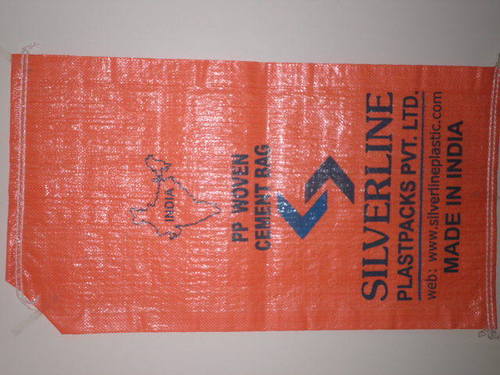 INDIA
PP WOVEN
CEMENT BAG
SILVERLINE
PLASTPACKS PVT. LTD.
web: www.silverlineplastic.com
MADE IN INDIA